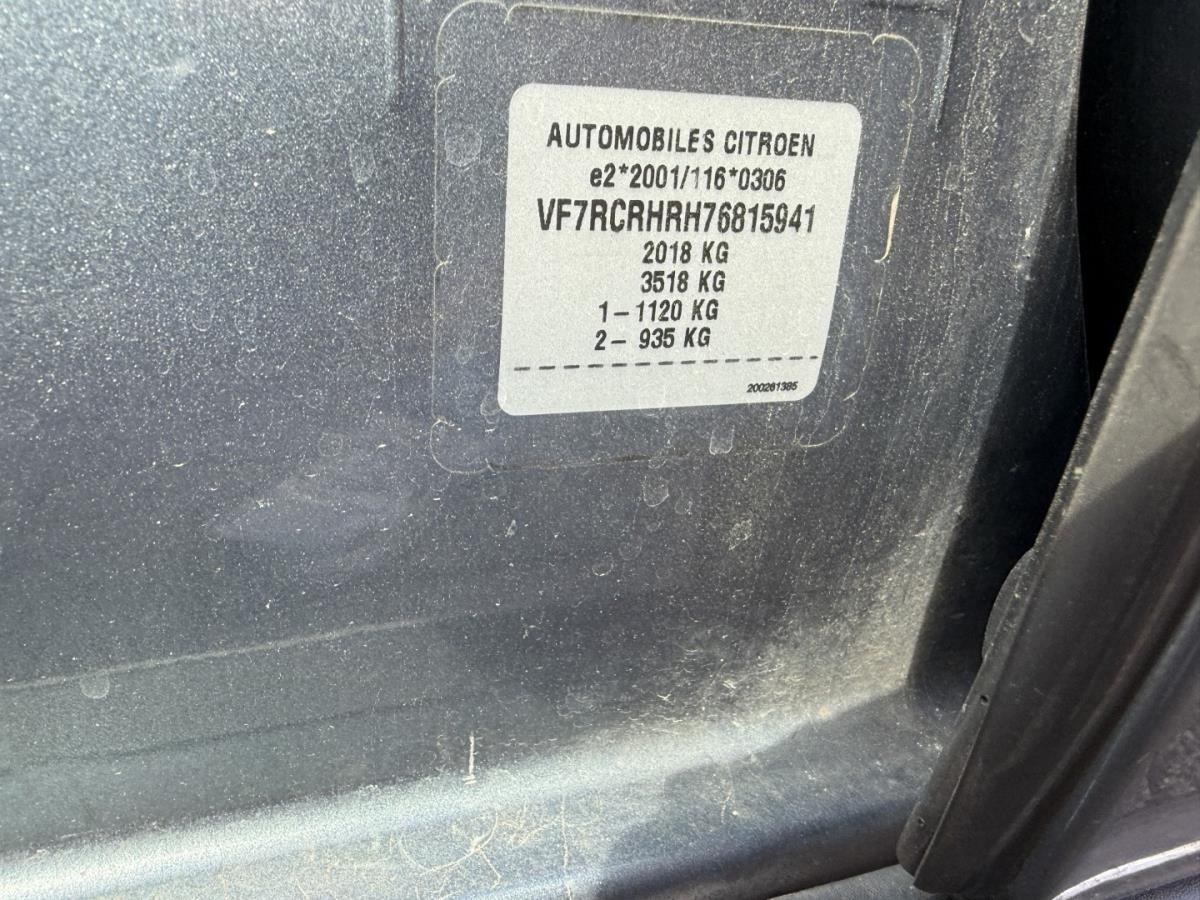 AUTOMOBILES CITROEN
e2*2001/116*0306
VF7RCRHRH76815941
2018 KG
3518 KG
1- 1120 KG
2- 935 KG
200261385